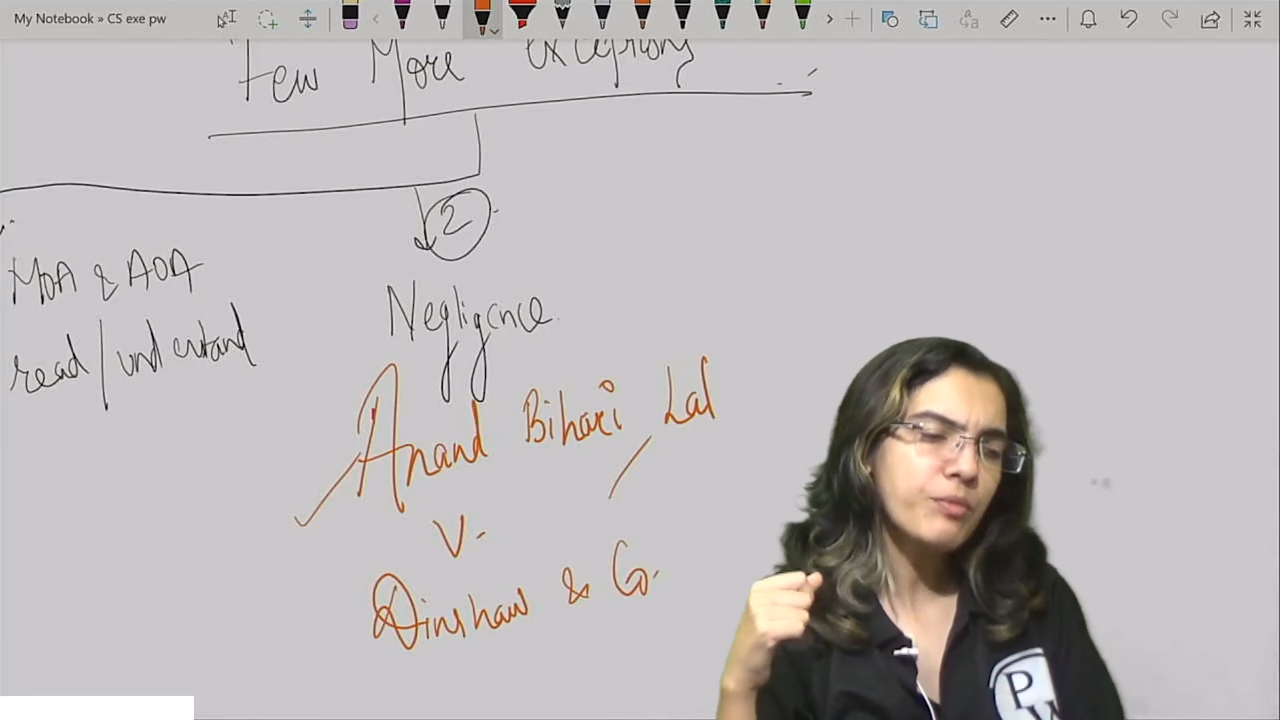 My Notebook » CS exe pw
Few More exceptions
2
MOA & AOA
read/understand
Negligence
Anand Bihari Lal
V.
Dinshaw & Co.
P
W